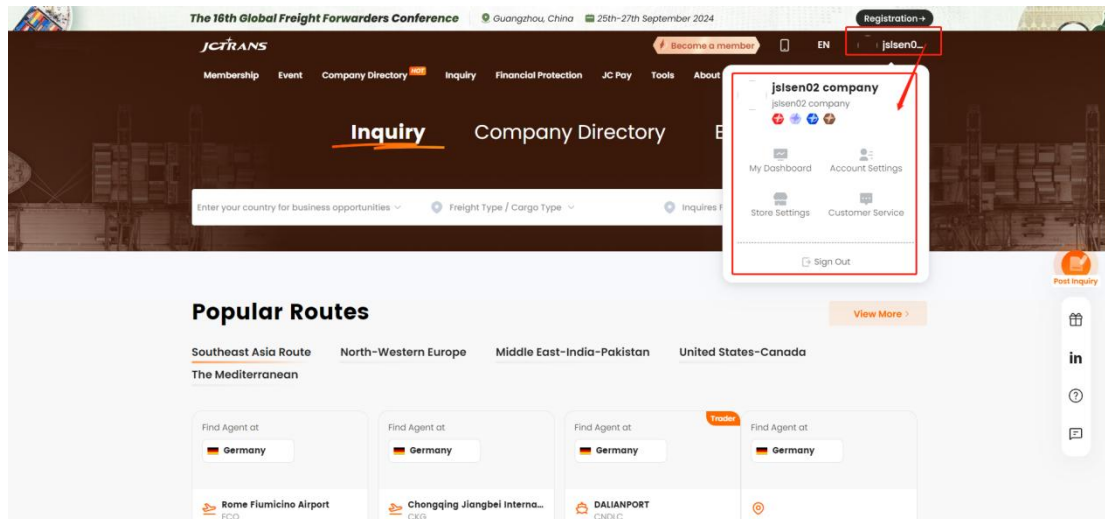 The 16th Global Freight Forwarders Conference Guangzhou, China 25th-27th September 2024 Registration→
JCTRANS Become a member EN jslsen0...
Membership Event Company Directory HOT Inquiry Financial Protection JC Pay Tools About
jslsen02 company
jslsen02 company
Inquiry Company Directory
My Dashboard Account Settings
Enter your country for business opportunities Freight Type / Cargo Type Inquires
Store Settings Customer Service
Sign Out
Post Inquiry
Popular Routes View More >
Southeast Asia Route North-Western Europe Middle East-India-Pakistan United States-Canada
The Mediterranean
in
Trader
Find Agent at Find Agent at Find Agent at Find Agent at
Germany Germany Germany Germany
Rome Fiumicino Airport Chongqing Jiangbei Interna... DALIANPORT
FCO CKG CNDLC